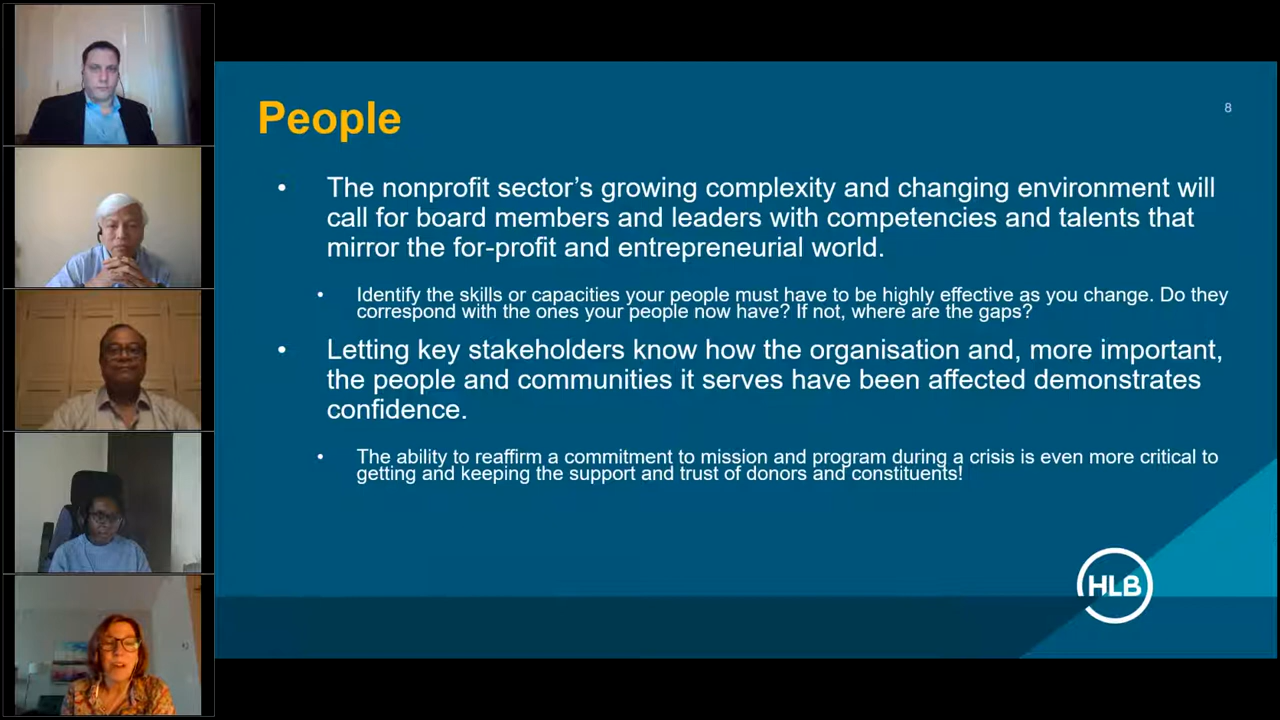 People
8
• The nonprofit sector’s growing complexity and changing environment will
call for board members and leaders with competencies and talents that
mirror the for-profit and entrepreneurial world.
• Identify the skills or capacities your people must have to be highly effective as you change. Do they
correspond with the ones your people now have? If not, where are the gaps?
• Letting key stakeholders know how the organisation and, more important,
the people and communities it serves have been affected demonstrates
confidence.
• The ability to reaffirm a commitment to mission and program during a crisis is even more critical to
getting and keeping the support and trust of donors and constituents!
HLB